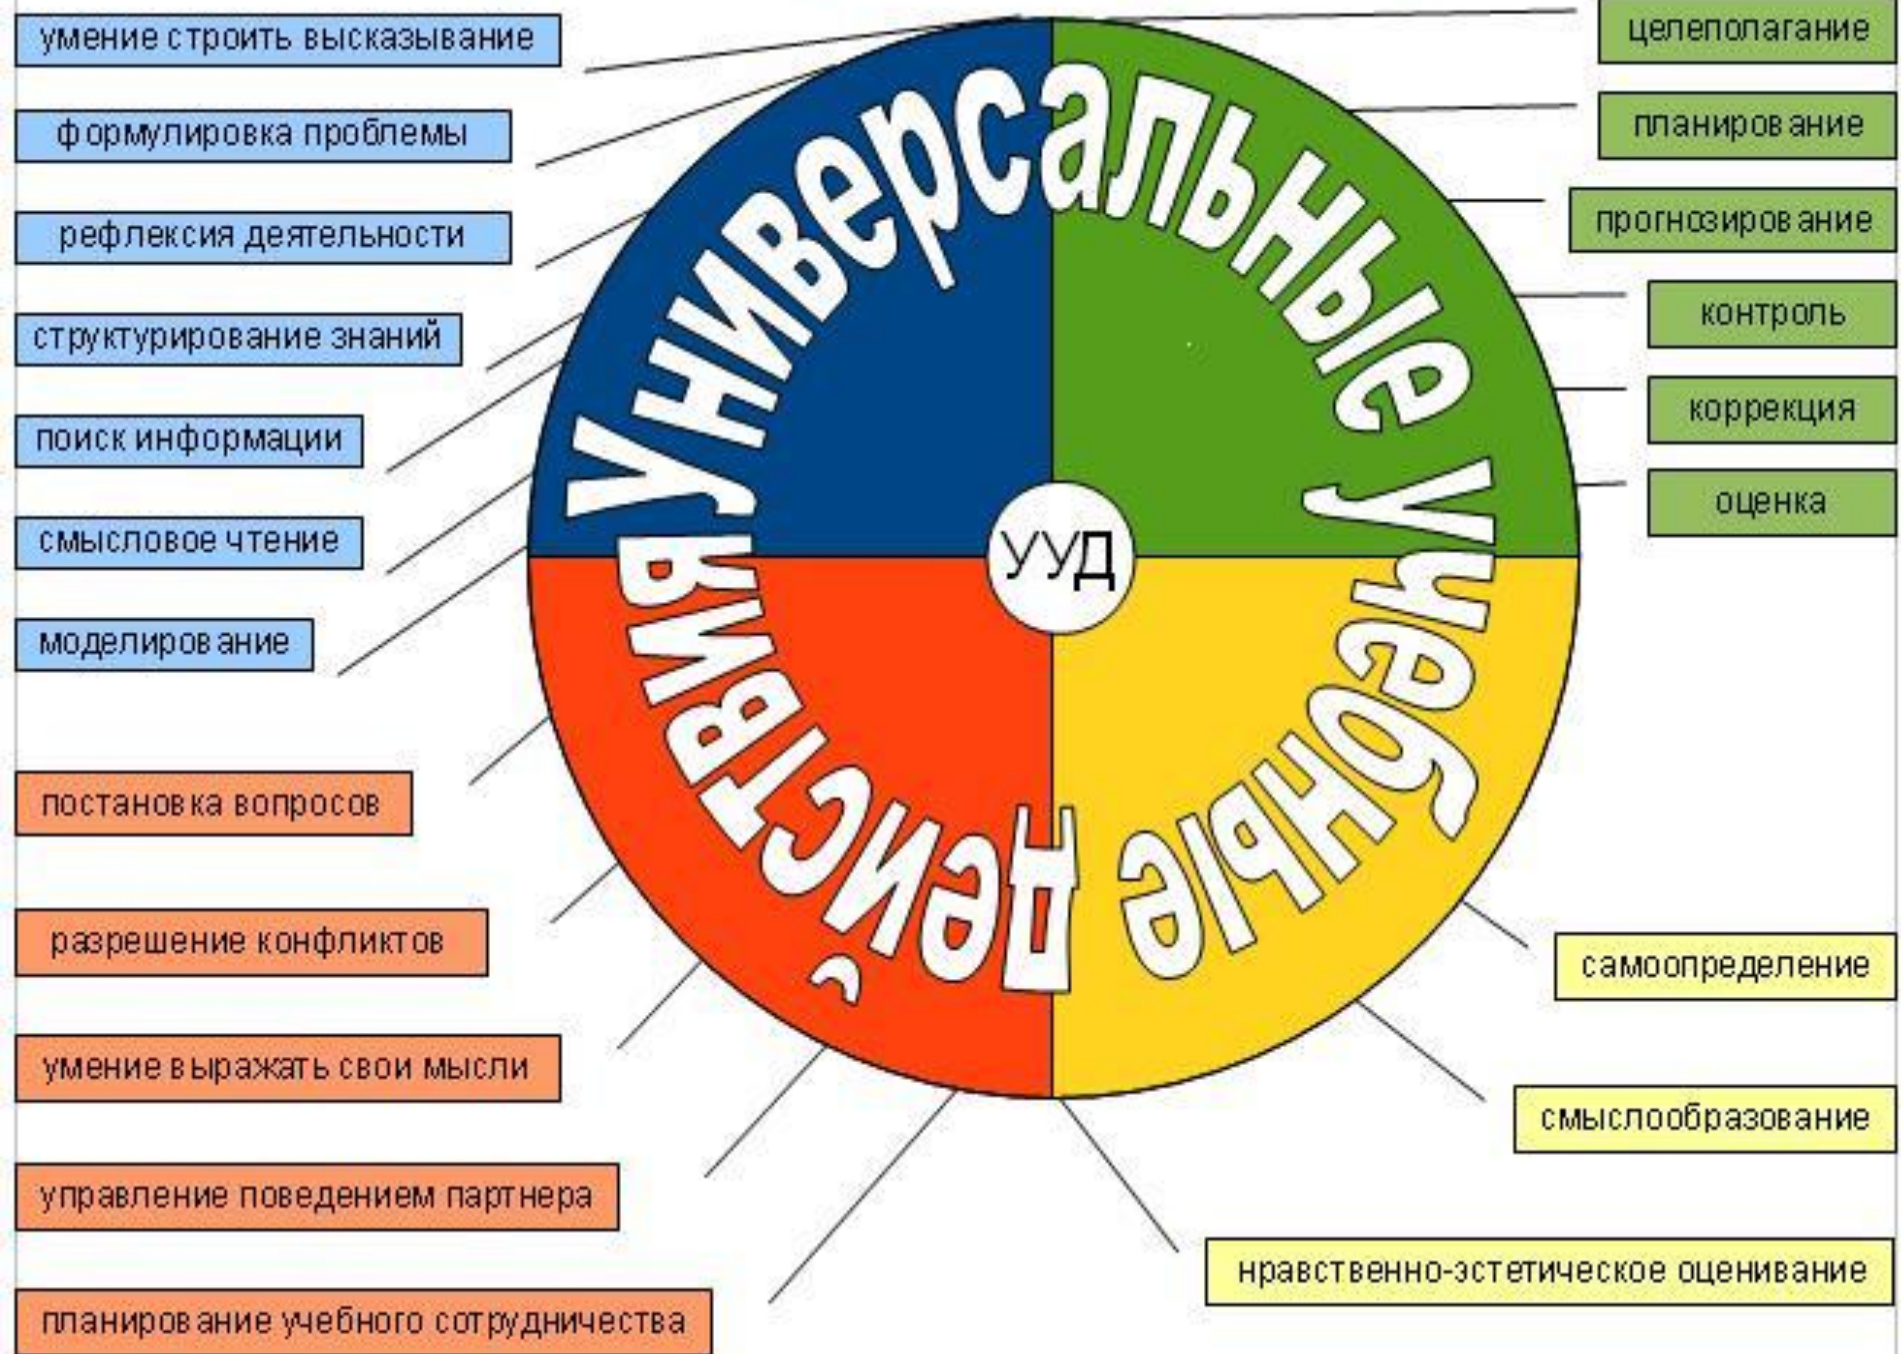 умение строить высказывание
формулировка проблемы
рефлексия деятельности
структурирование знаний
поиск информации
смысловое чтение
моделирование
постановка вопросов
разрешение конфликтов
умение выражать свои мысли
управление поведением партнера
планирование учебного сотрудничества
Универсальные учебные действия
УУД
целеполагание
планирование
прогнозирование
контроль
коррекция
оценка
самоопределение
смыслообразование
нравственно-эстетическое оценивание